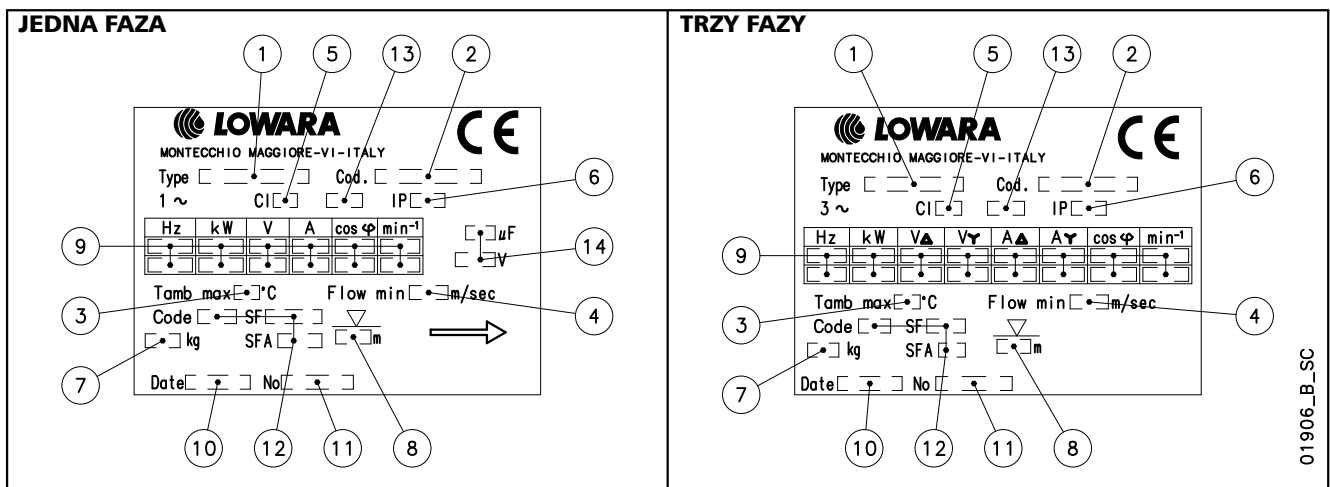 JEDNA FAZA
1 5 13 2
LOWARA CE
MONTECCHIO MAGGIORE-VI-ITALY
Type Cod.
6
1 ~ Cl IP
Hz kW V A cos φ min⁻¹
μF
9
V 14
Tamb max °C Flow min m/sec
3 4
Code SF
kg SFA m
7
Date No
10 12 11 8
TRZY FAZY
1 5 13 2
LOWARA CE
MONTECCHIO MAGGIORE-VI-ITALY
Type Cod.
6
3 ~ Cl IP
Hz kW V△ VY A△ AY cos φ min⁻¹
9
Tamb max °C Flow min m/sec
3 4
Code SF
kg SFA m
7
Date No
10 12 11 8
01906_B_SC